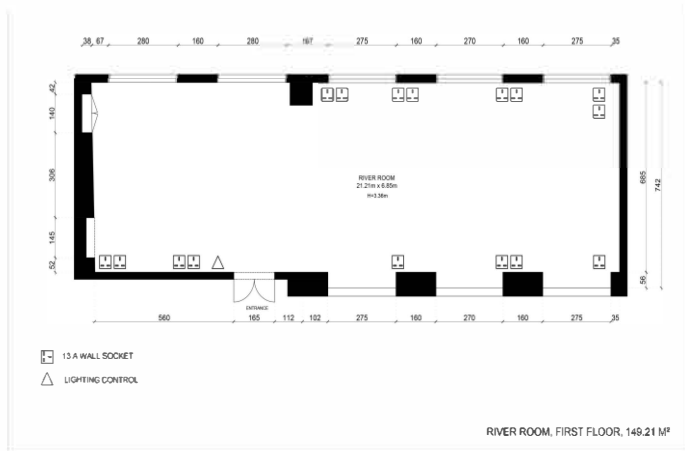 38 67 280 160 280 167 275 160 270 160 275 35
42
140
306
145
52
RIVER ROOM
21.21m x 6.85m
H=3.36m
685
742
56
ENTRANCE
560 165 112 102 275 160 270 160 275 35
13 A WALL SOCKET
LIGHTING CONTROL
RIVER ROOM, FIRST FLOOR, 149.21 M²